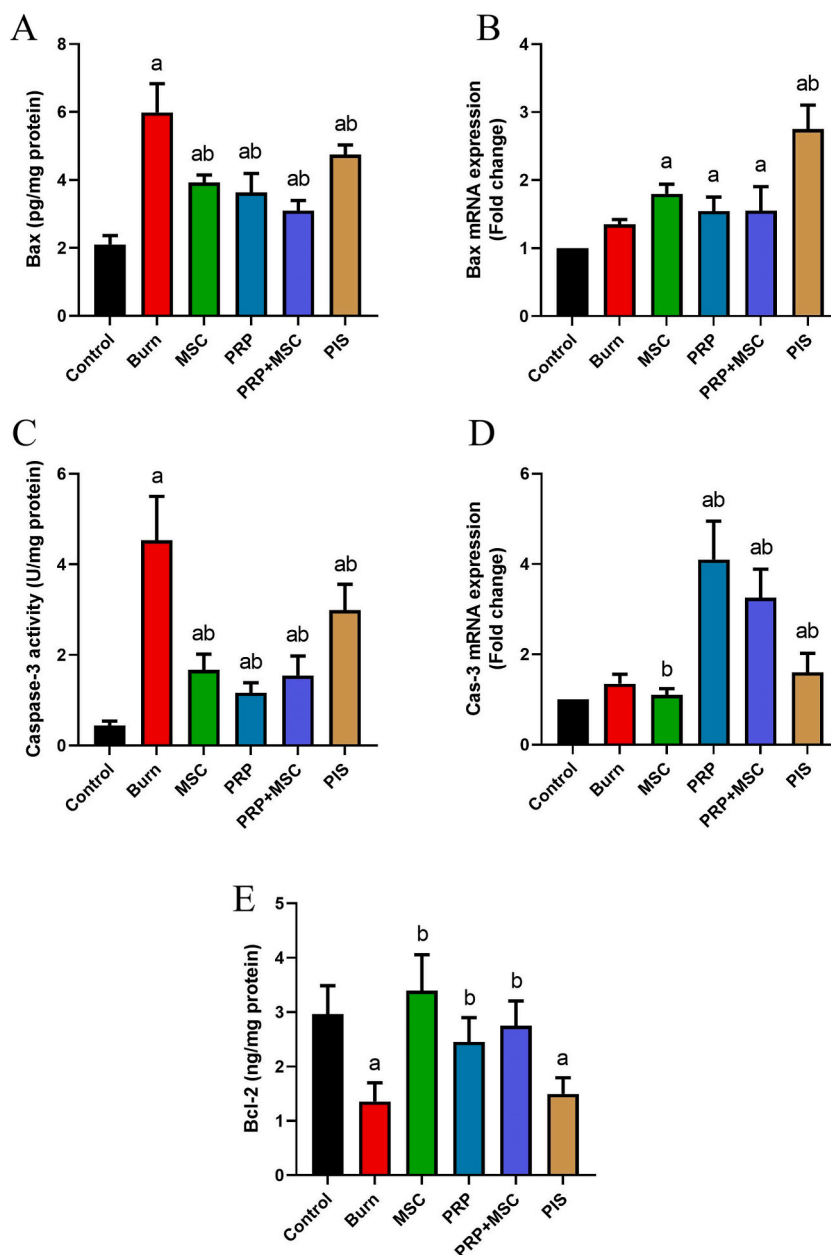 A
Bax (pg/mg protein)
8
6
4
2
0
a
ab
ab
ab
ab
Control
Burn
MSC
PRP
PRP+MSC
PIS
B
Bax mRNA expression
(Fold change)
4
3
2
1
0
a
a
a
ab
Control
Burn
MSC
PRP
PRP+MSC
PIS
C
Caspase-3 activity (U/mg protein)
6
4
2
0
a
ab
ab
ab
ab
Control
Burn
MSC
PRP
PRP+MSC
PIS
D
Cas-3 mRNA expression
(Fold change)
6
4
2
0
b
ab
ab
ab
Control
Burn
MSC
PRP
PRP+MSC
PIS
E
Bcl-2 (ng/mg protein)
5
4
3
2
1
0
a
b
b
b
a
Control
Burn
MSC
PRP
PRP+MSC
PIS